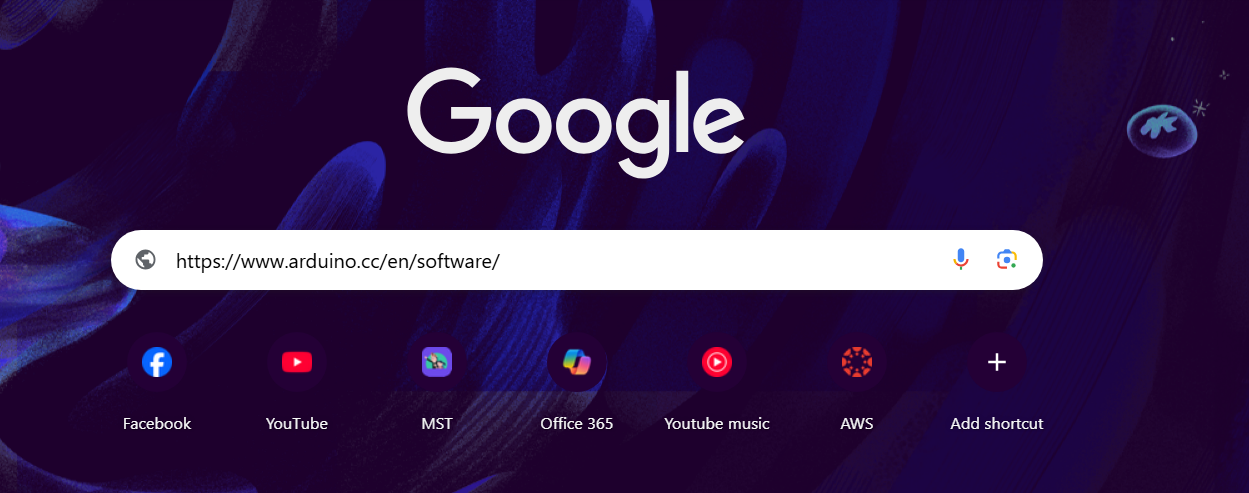 Google
https://www.arduino.cc/en/software/
Facebook YouTube MST Office 365 Youtube music AWS Add shortcut